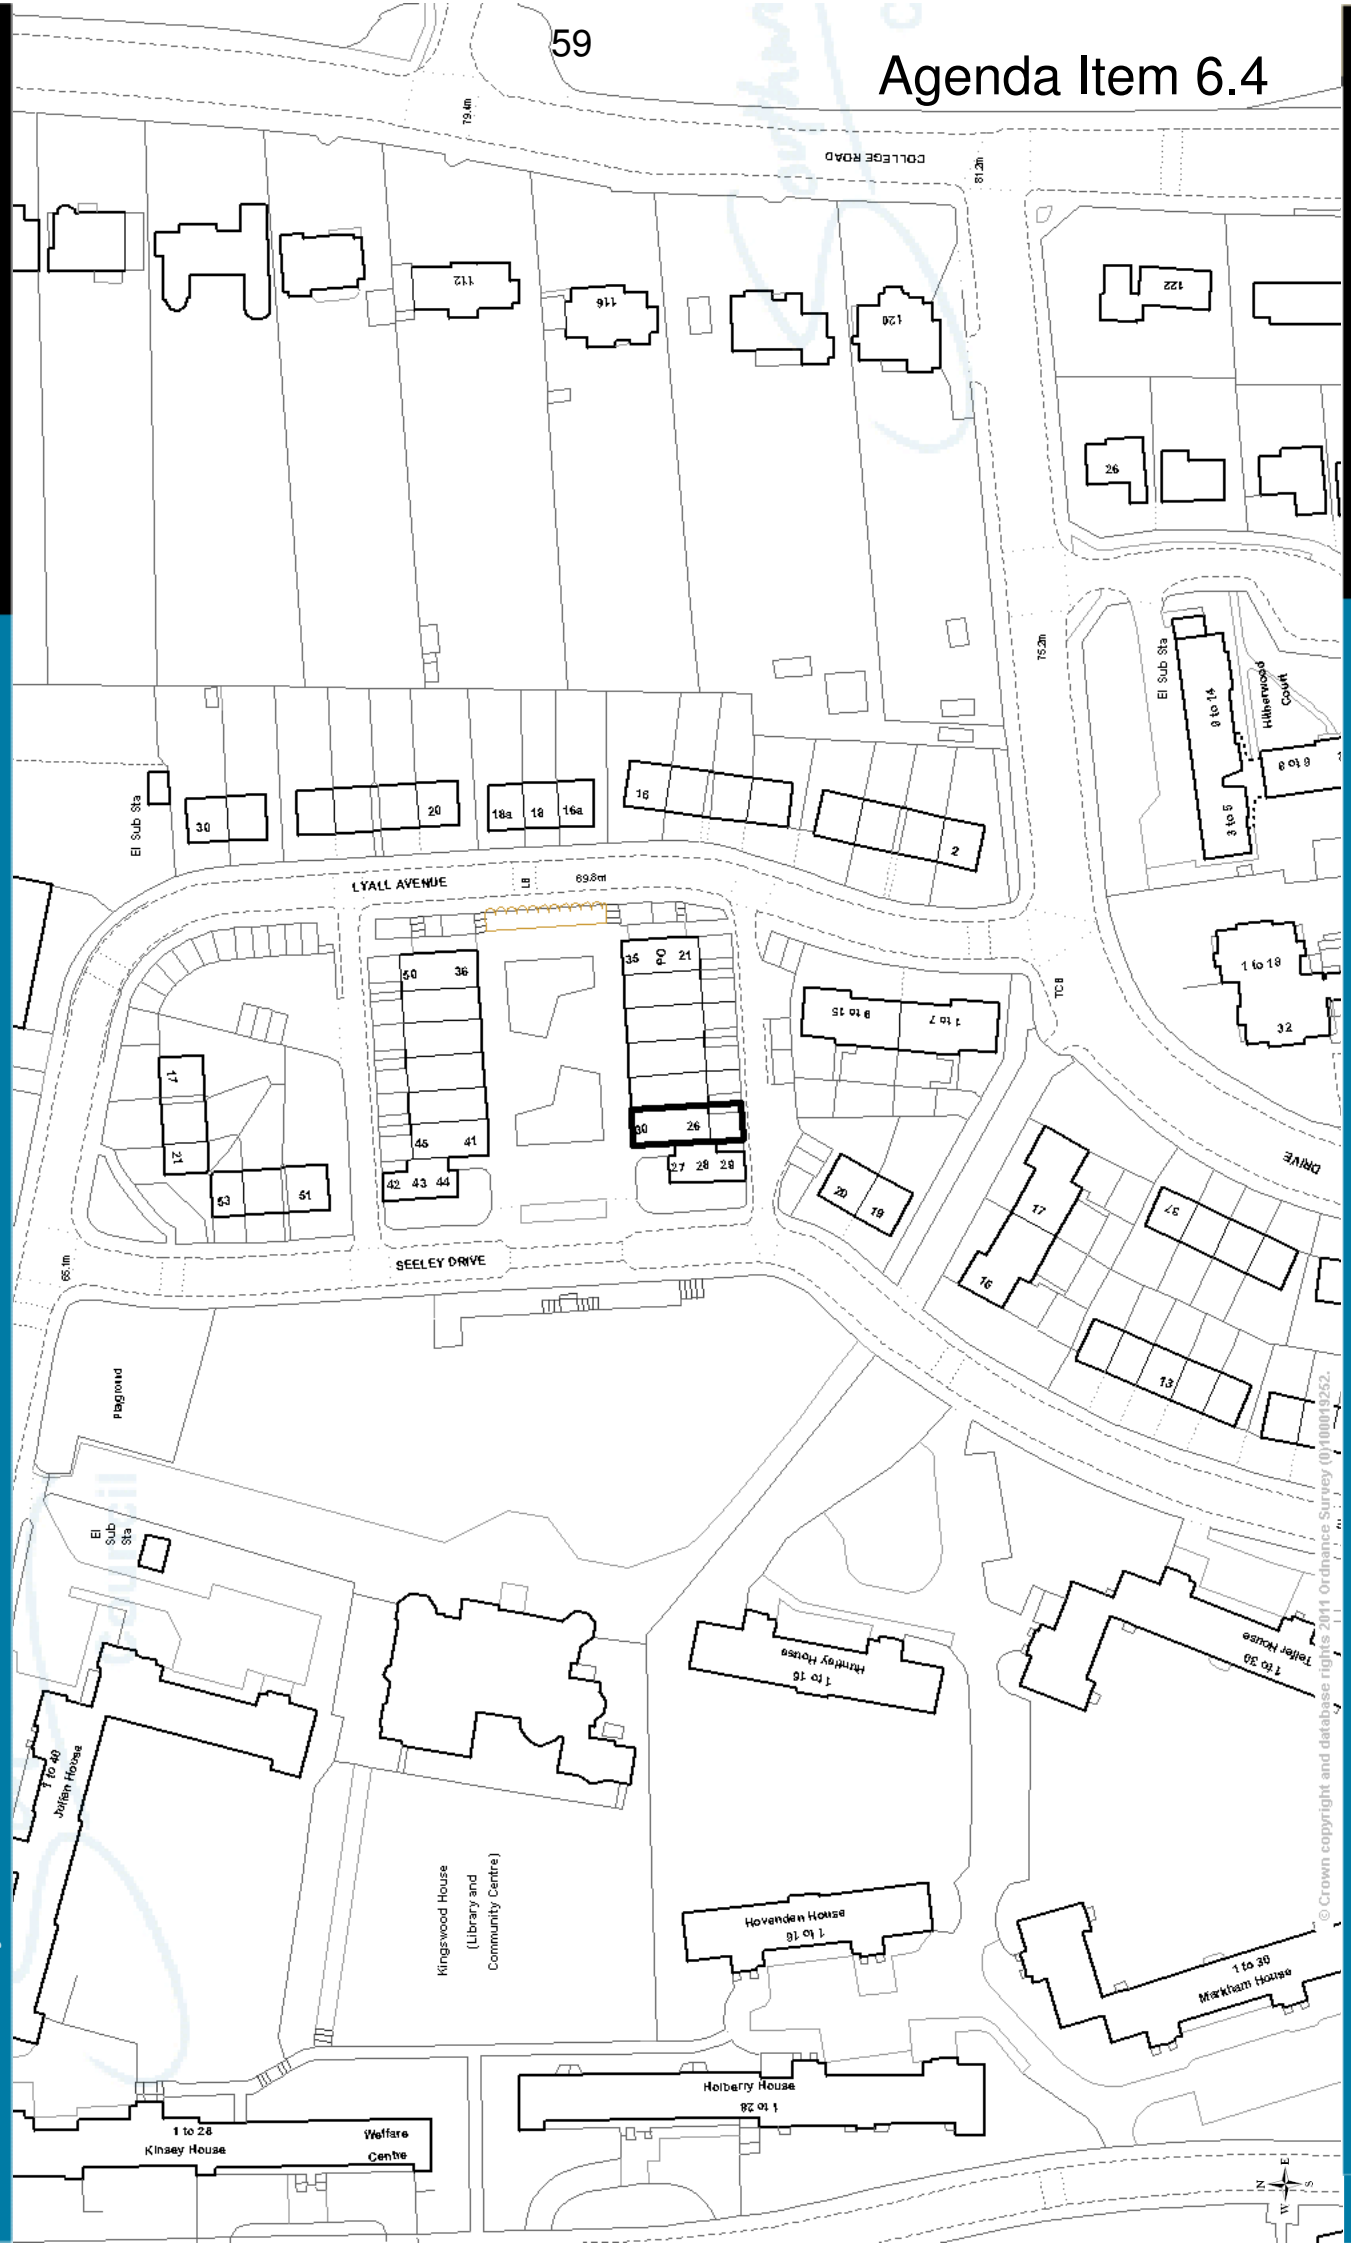 59
Agenda Item 6.4
79.4m
COLLEGE ROAD
81.2m
112
116
120
122
26
75.2m
El Sub Sta
9 to 14
Hitherwood
Court
6 to 8
3 to 5
El Sub Sta
30
20
18a
18
16a
16
2
LYALL AVENUE
LB
69.8m
50
36
35
PO
21
9 to 15
1 to 7
TCB
1 to 18
32
17
21
53
51
45
41
42
43
44
30
26
27
28
29
20
19
17
16
37
DRIVE
13
65.1m
SEELEY DRIVE
Playground
El
Sub
Sta
Council
Huntley House
1 to 16
Telfer House
1 to 30
1 to 40
Julian House
Kingswood House
(Library and
Community Centre)
Hovenden House
1 to 16
1 to 30
Markham House
Holberry House
1 to 28
1 to 28
Kinsey House
Welfare
Centre
N
E
S
W
© Crown copyright and database rights 2011 Ordnance Survey (0)100019252.